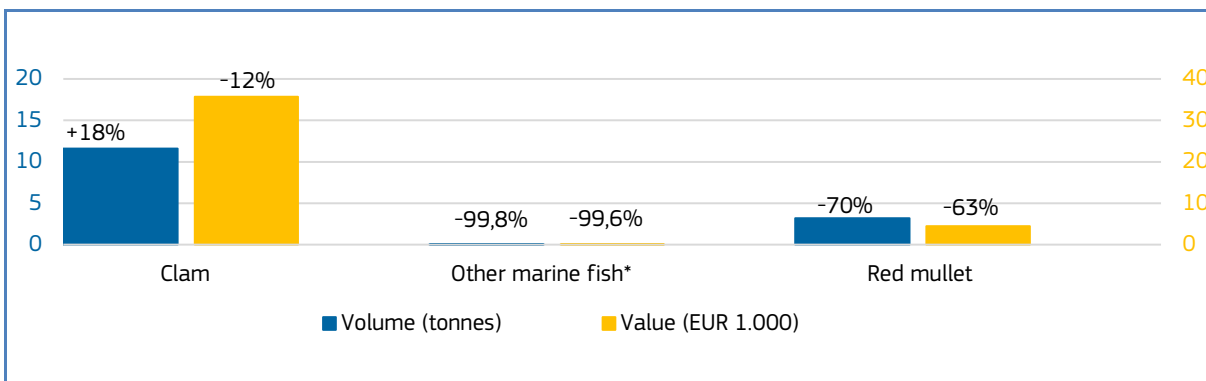 -12%
20 40
+18%
15 30
10 20
-99,8% -99,6% -70% -63%
5 10
0 0
Clam Other marine fish* Red mullet
Volume (tonnes) Value (EUR 1.000)